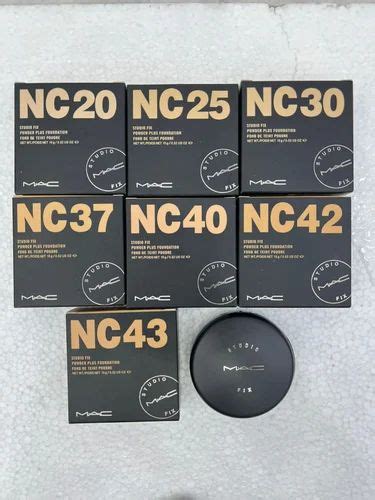 NC20
STUDIO FIX
POWDER PLUS FOUNDATION
FOND DE TEINT POUDRE
MAC
STUDIO
FIX
NC25
STUDIO FIX
POWDER PLUS FOUNDATION
FOND DE TEINT POUDRE
MAC
STUDIO
FIX
NC30
STUDIO FIX
POWDER PLUS FOUNDATION
FOND DE TEINT POUDRE
MAC
STUDIO
FIX
NC37
STUDIO FIX
POWDER PLUS FOUNDATION
FOND DE TEINT POUDRE
MAC
STUDIO
FIX
NC40
STUDIO FIX
POWDER PLUS FOUNDATION
FOND DE TEINT POUDRE
MAC
STUDIO
FIX
NC42
STUDIO FIX
POWDER PLUS FOUNDATION
FOND DE TEINT POUDRE
MAC
STUDIO
FIX
NC43
STUDIO FIX
POWDER PLUS FOUNDATION
FOND DE TEINT POUDRE
MAC
STUDIO
FIX
STUDIO
MAC
FIX